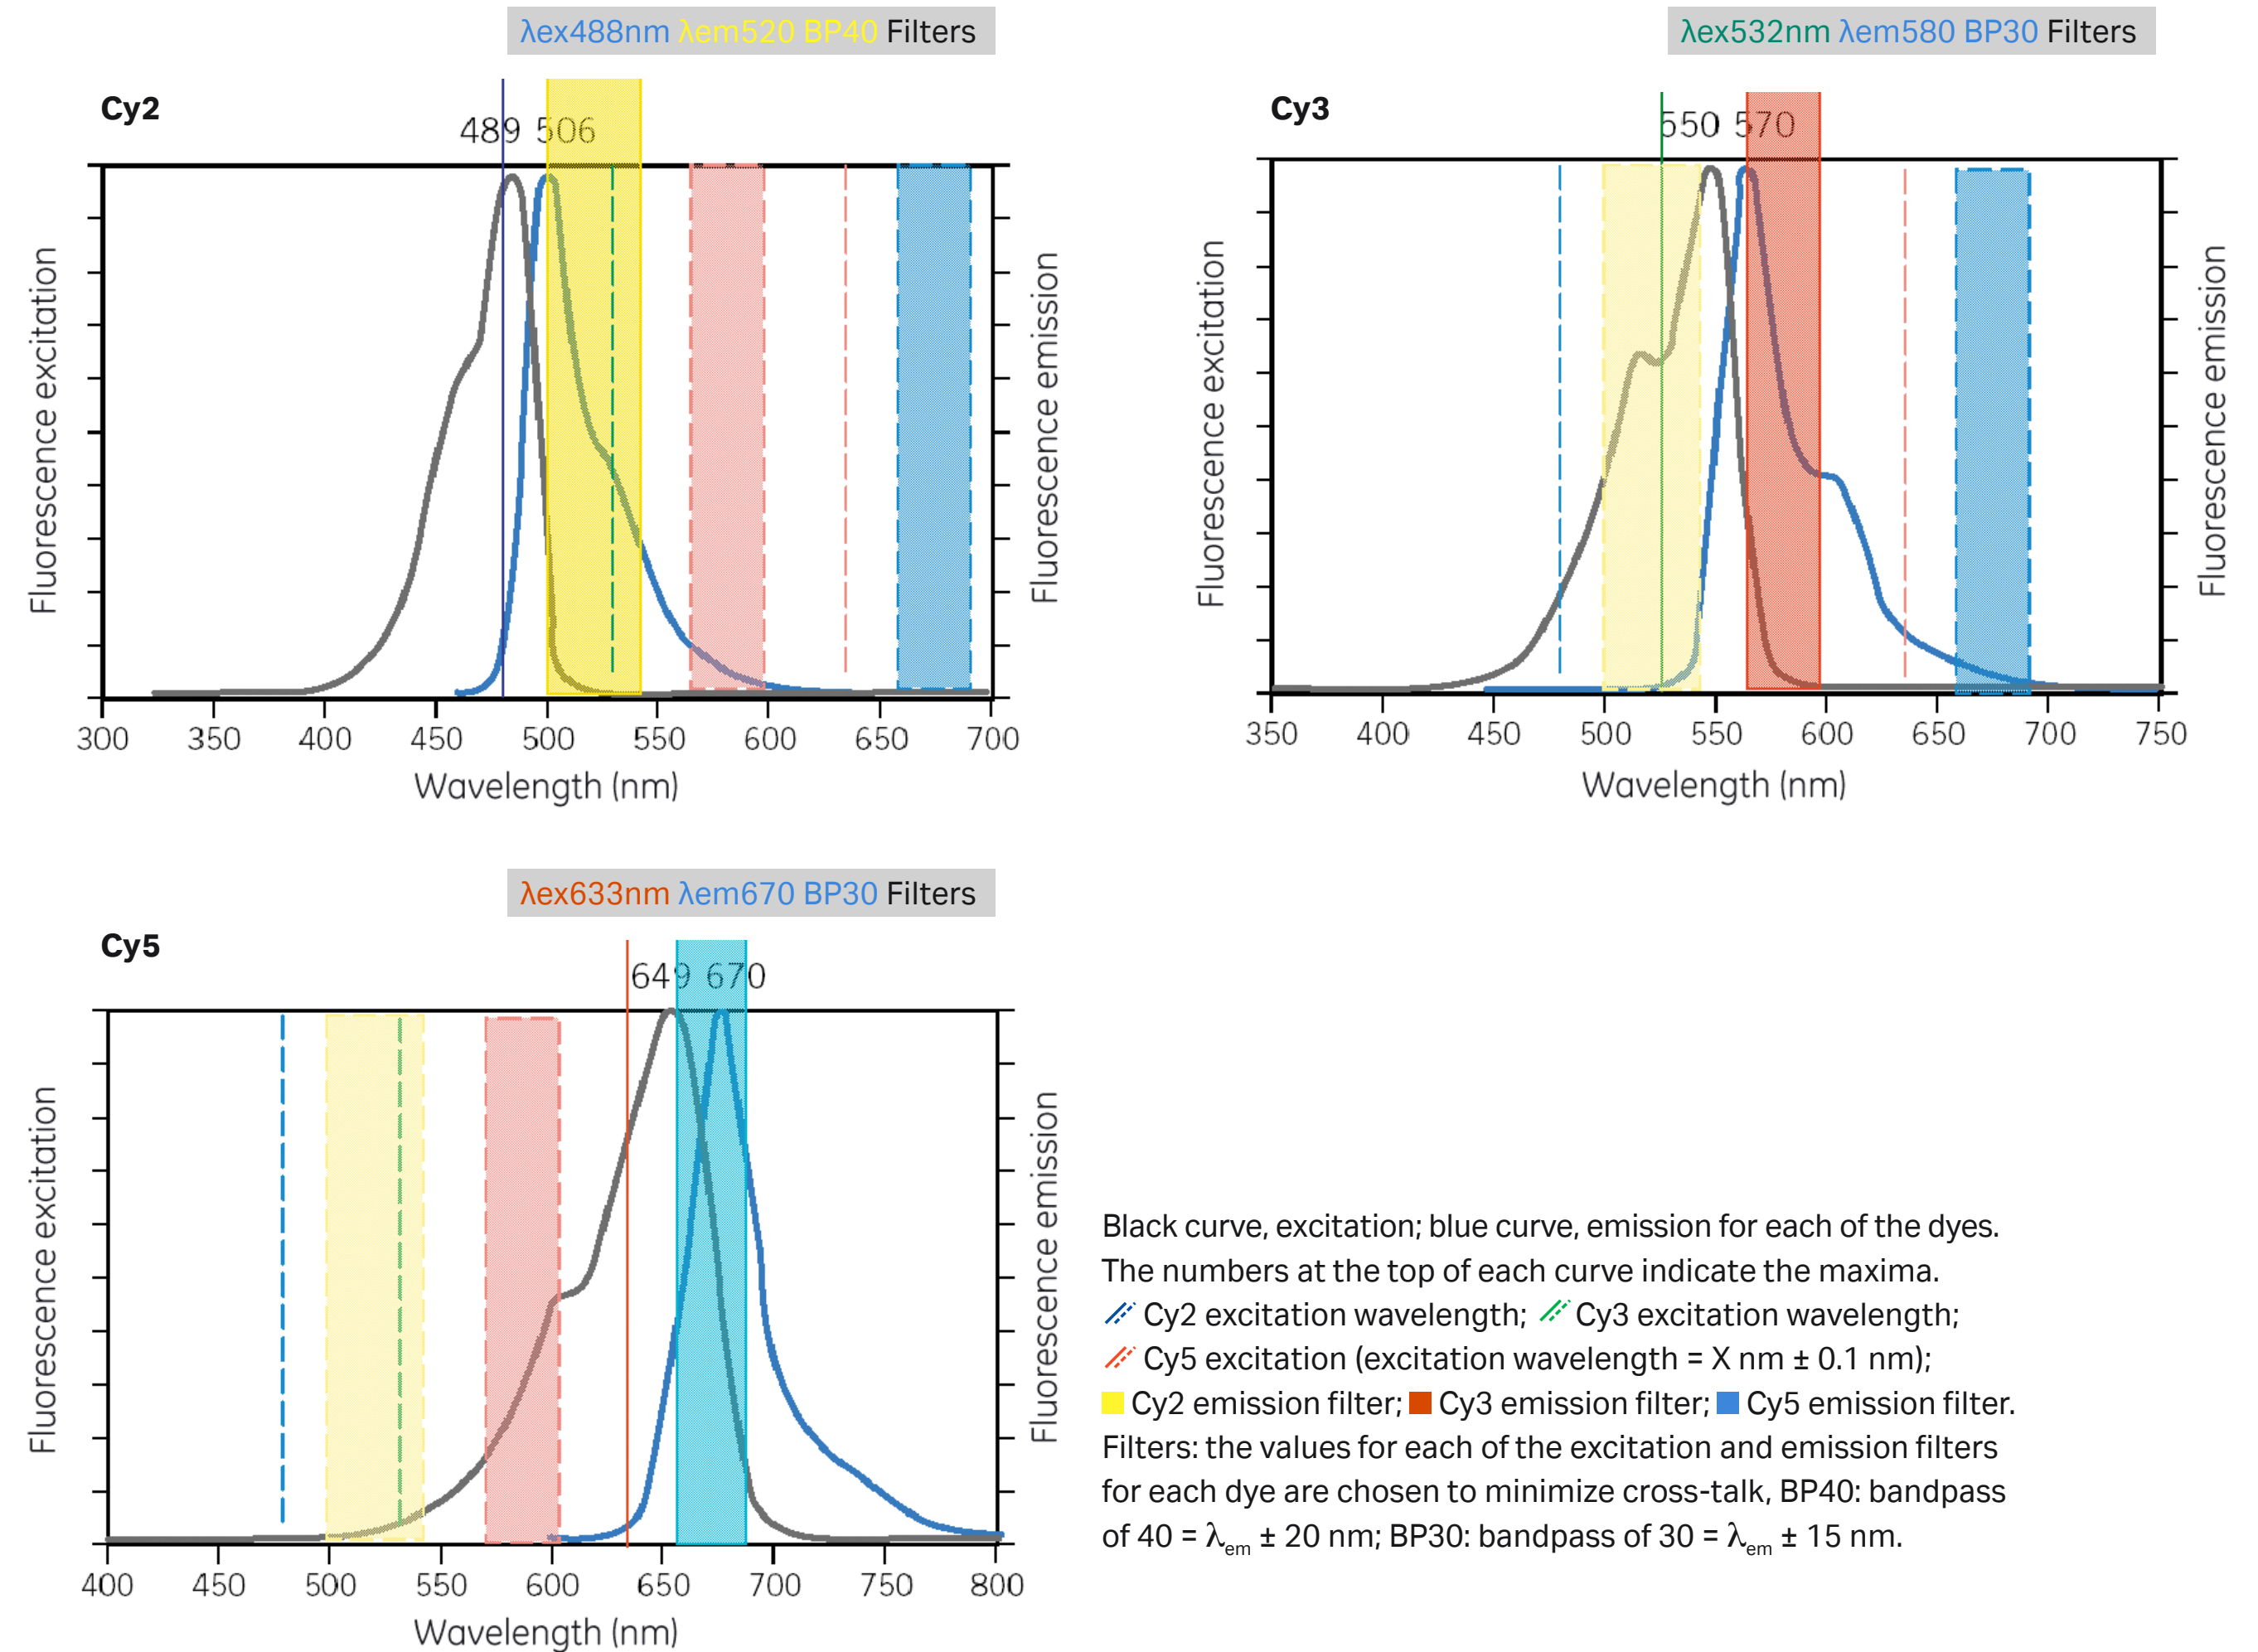 λex488nm λem520 BP40 Filters
Cy2
489 506
Fluorescence excitation
Fluorescence emission
300 350 400 450 500 550 600 650 700
Wavelength (nm)
λex532nm λem580 BP30 Filters
Cy3
550 570
Fluorescence excitation
Fluorescence emission
350 400 450 500 550 600 650 700 750
Wavelength (nm)
λex633nm λem670 BP30 Filters
Cy5
649 670
Fluorescence excitation
Fluorescence emission
400 450 500 550 600 650 700 750 800
Wavelength (nm)
Black curve, excitation; blue curve, emission for each of the dyes.
The numbers at the top of each curve indicate the maxima.
Cy2 excitation wavelength; Cy3 excitation wavelength;
Cy5 excitation (excitation wavelength = X nm ± 0.1 nm);
Cy2 emission filter; Cy3 emission filter; Cy5 emission filter.
Filters: the values for each of the excitation and emission filters
for each dye are chosen to minimize cross-talk, BP40: bandpass
of 40 = λem ± 20 nm; BP30: bandpass of 30 = λem ± 15 nm.